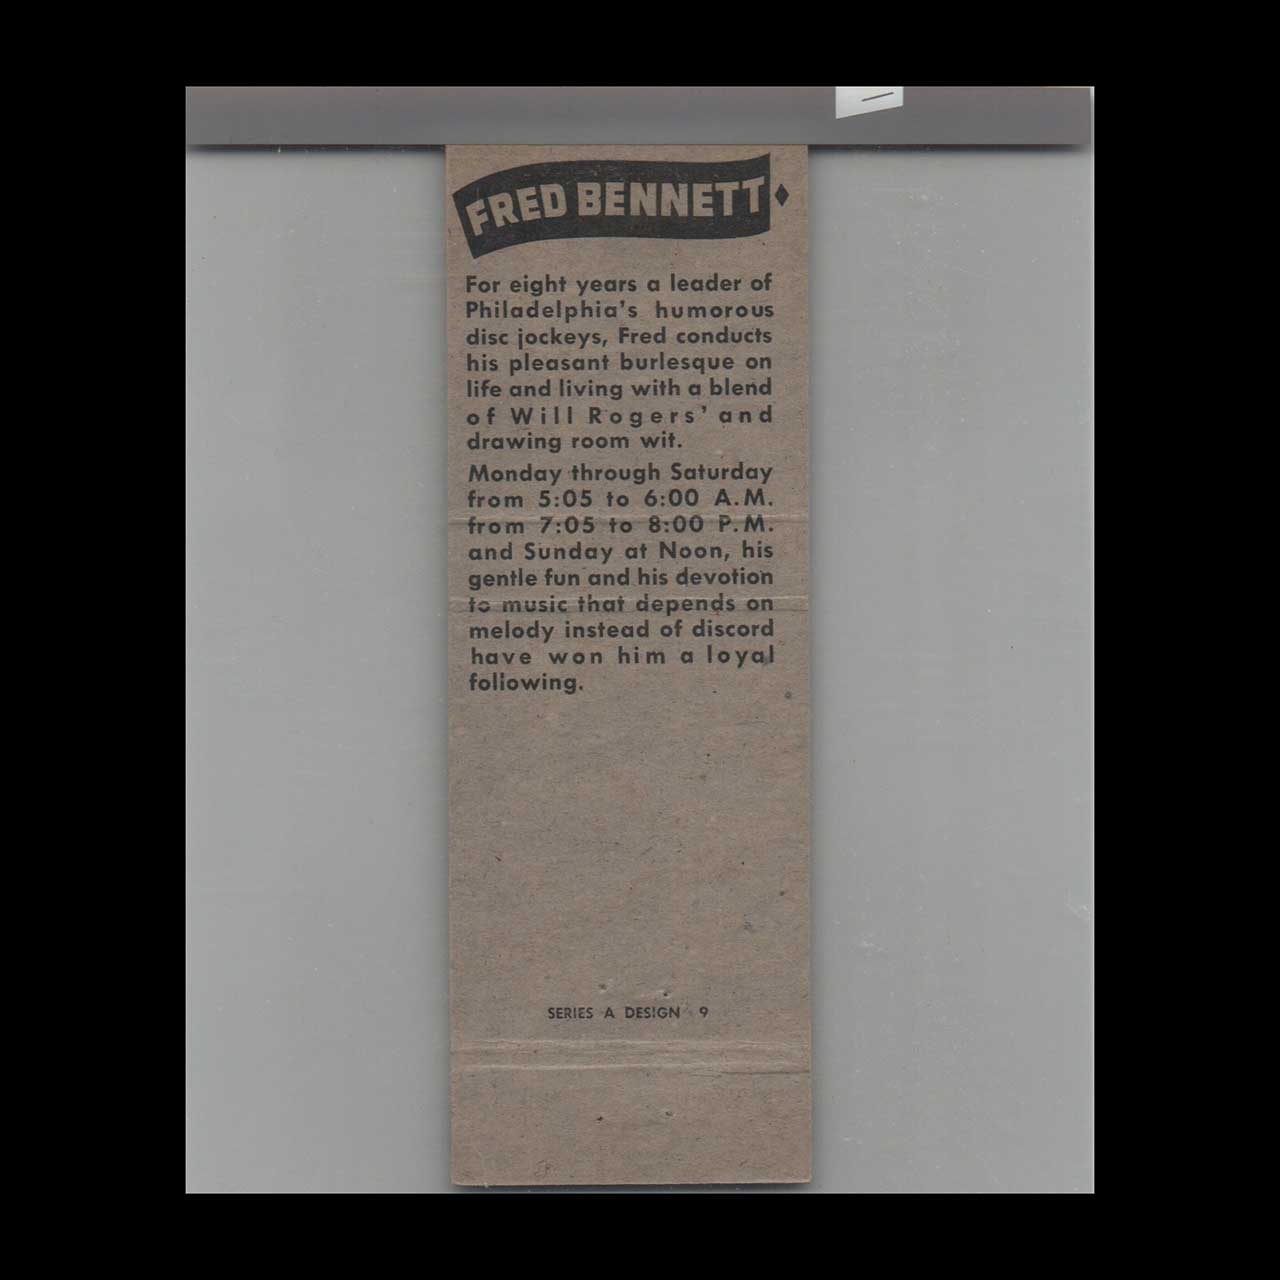 FRED BENNETT
For eight years a leader of
Philadelphia's humorous
disc jockeys, Fred conducts
his pleasant burlesque on
life and living with a blend
of Will Rogers' and
drawing room wit.
Monday through Saturday
from 5:05 to 6:00 A.M.
from 7:05 to 8:00 P.M.
and Sunday at Noon, his
gentle fun and his devotion
to music that depends on
melody instead of discord
have won him a loyal
following.
SERIES A DESIGN 9